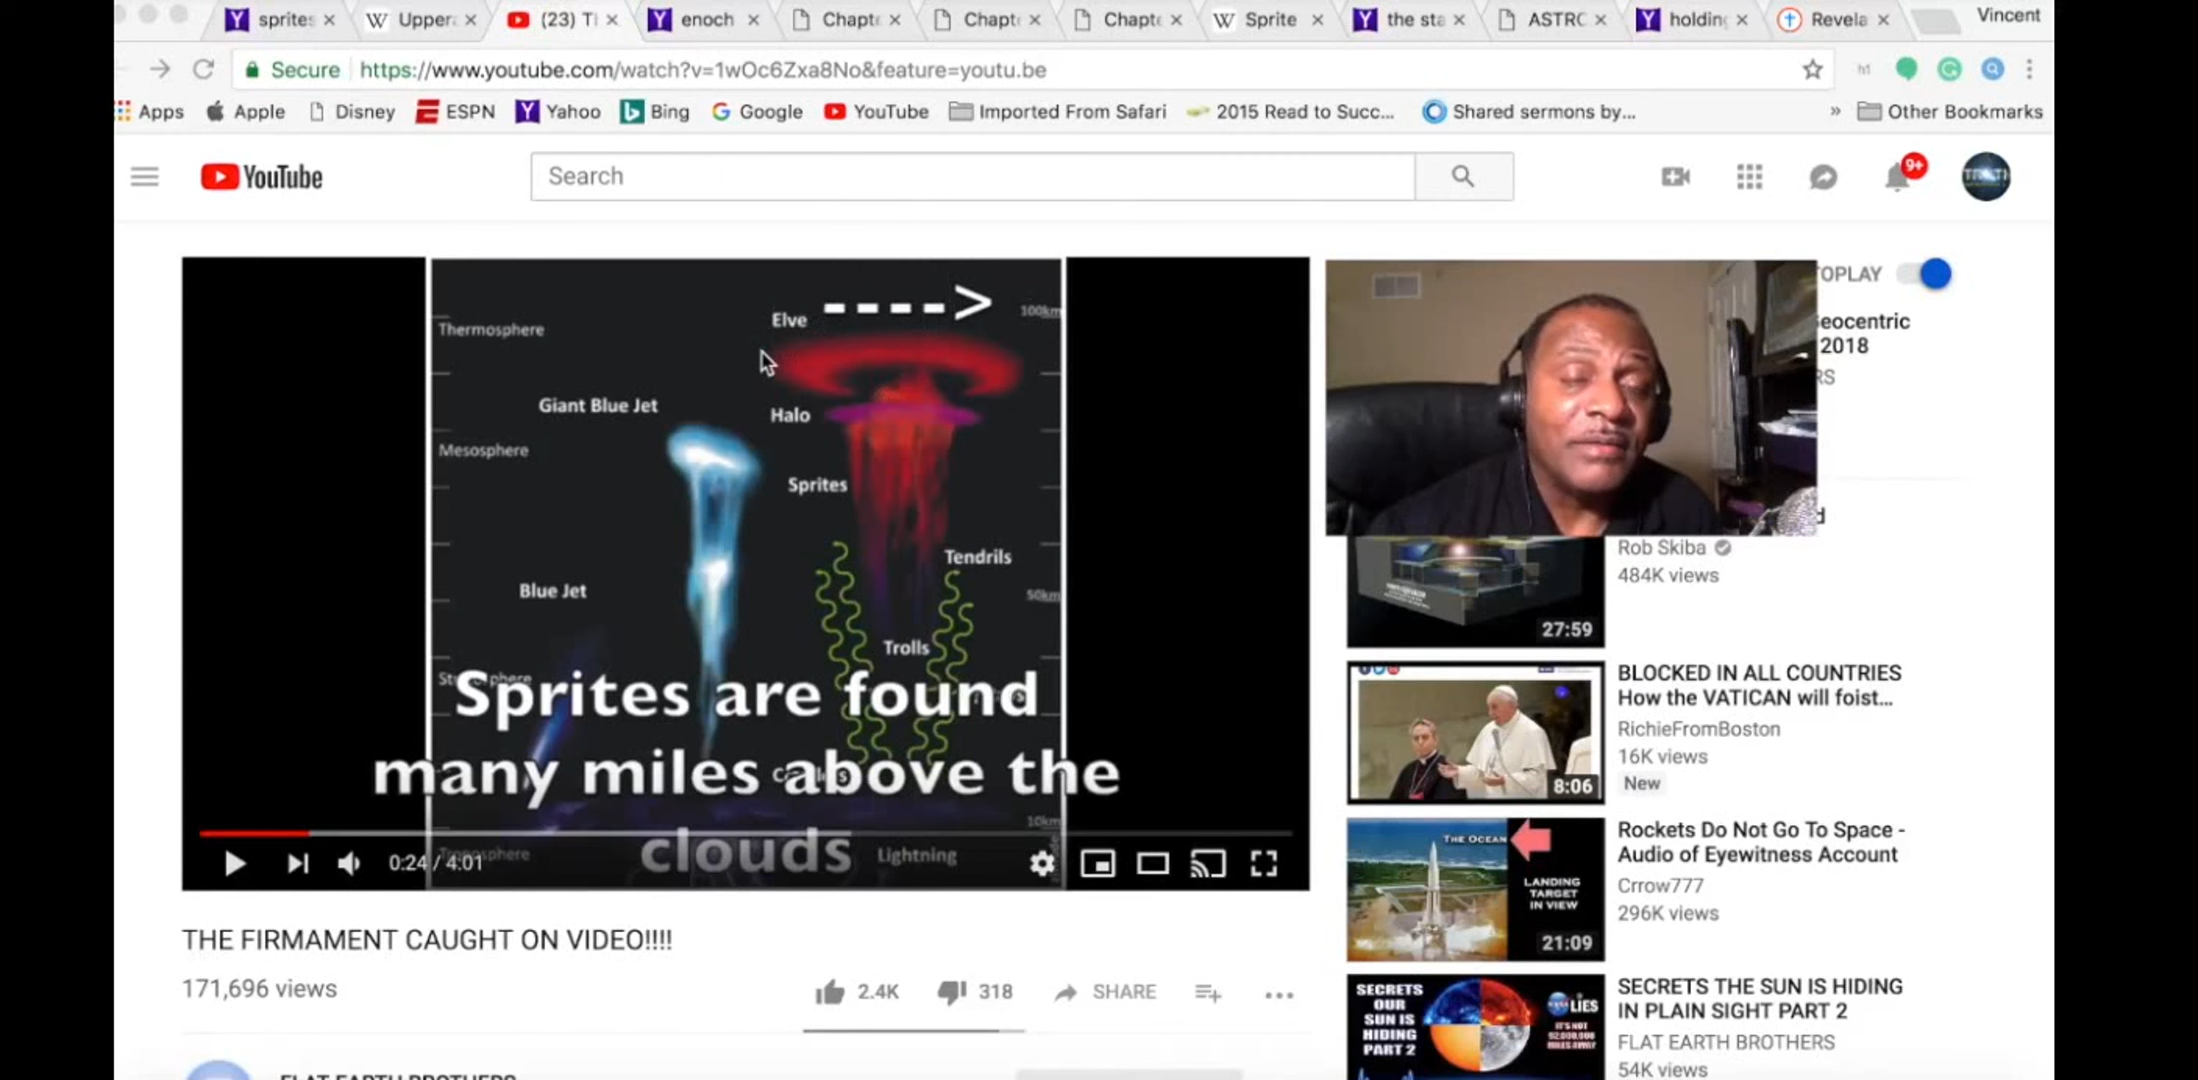 sprites
Upper
(23) T
enoch
Chapt
Chapt
Chapte
Sprite
the sta
ASTRO
holding
Revela
Vincent
Secure
https://www.youtube.com/watch?v=1wOc6Zxa8No&feature=youtu.be
Apps
Apple
Disney
ESPN
Yahoo
Bing
Google
YouTube
Imported From Safari
2015 Read to Succ...
Shared sermons by...
»
Other Bookmarks
YouTube
Search
9+
TRUTH
---->
Elve
100km
Thermosphere
Giant Blue Jet
Halo
Mesosphere
Sprites
Tendrils
Blue Jet
50km
Trolls
Sprites are found
many miles above the
clouds
10km
Lightning
0:24 / 4:01
THE FIRMAMENT CAUGHT ON VIDEO!!!!
171,696 views
2.4K
318
SHARE
FLAT EARTH BROTHERS
OPLAY
eocentric
2018
RS
d
Rob Skiba
484K views
27:59
BLOCKED IN ALL COUNTRIES
How the VATICAN will foist...
RichieFromBoston
16K views
New
8:06
THE OCEAN
LANDING
TARGET
IN VIEW
21:09
Rockets Do Not Go To Space -
Audio of Eyewitness Account
Crrow777
296K views
SECRETS
OUR
SUN IS
HIDING
PART 2
LIES
SECRETS THE SUN IS HIDING
IN PLAIN SIGHT PART 2
FLAT EARTH BROTHERS
54K views